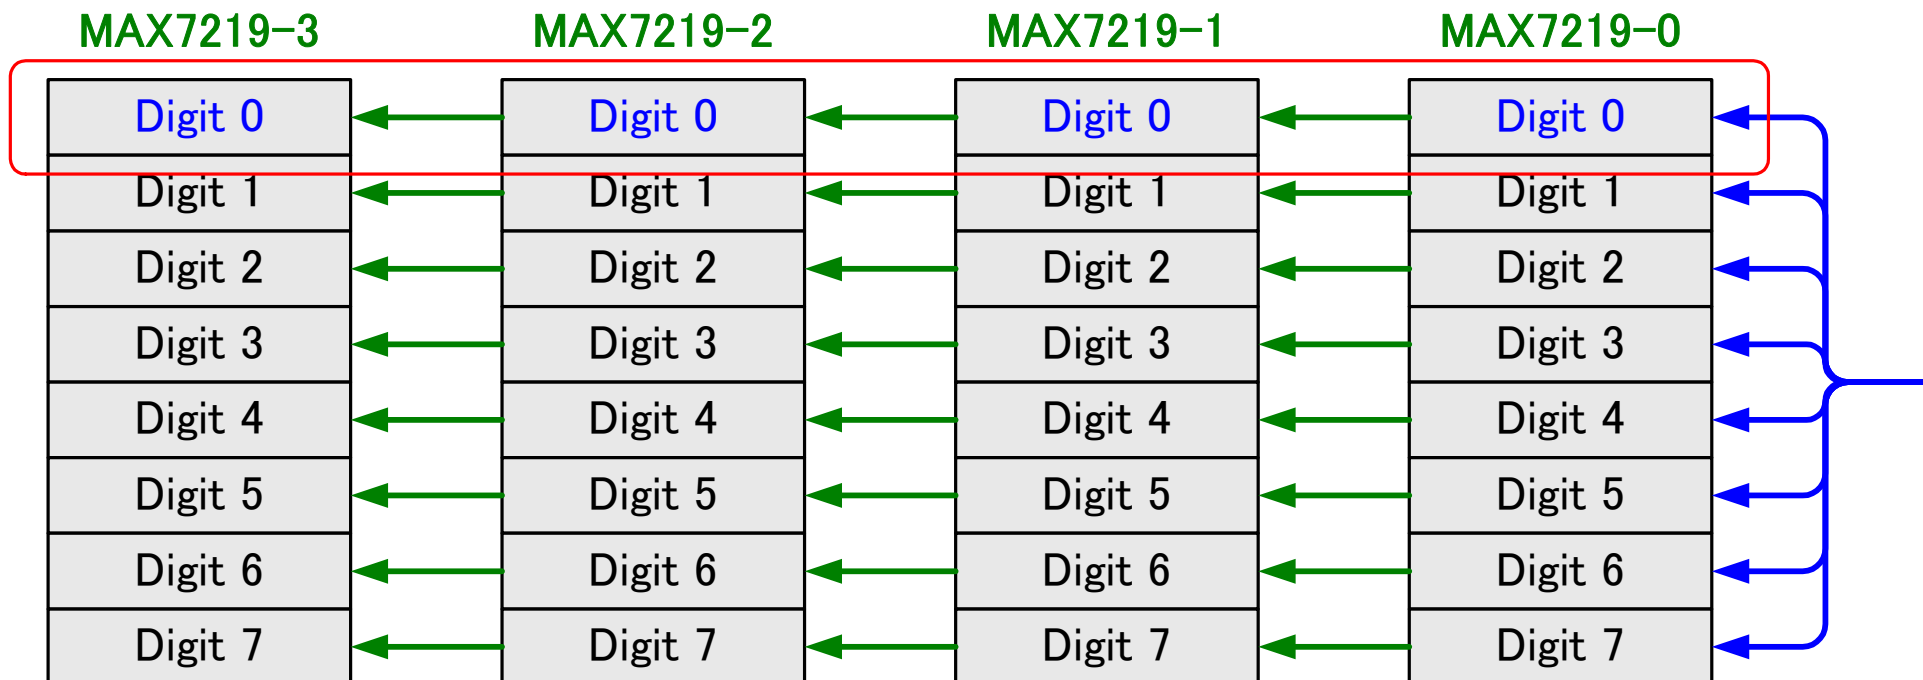 MAX7219-3 MAX7219-2 MAX7219-1 MAX7219-0
Digit 0 Digit 0 Digit 0 Digit 0
Digit 1 Digit 1 Digit 1 Digit 1
Digit 2 Digit 2 Digit 2 Digit 2
Digit 3 Digit 3 Digit 3 Digit 3
Digit 4 Digit 4 Digit 4 Digit 4
Digit 5 Digit 5 Digit 5 Digit 5
Digit 6 Digit 6 Digit 6 Digit 6
Digit 7 Digit 7 Digit 7 Digit 7